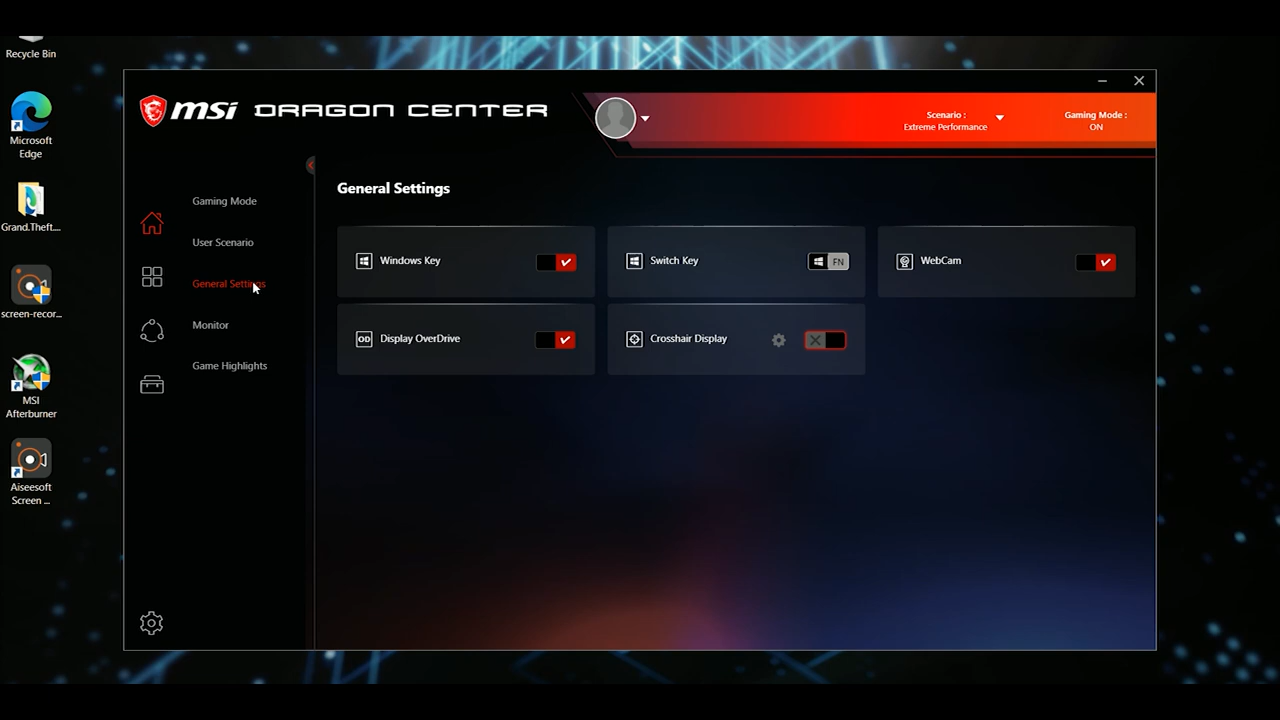 Recycle Bin
Microsoft
Edge
Grand.Theft....
screen-recor...
MSI
Afterburner
Aiseesoft
Screen ...
msi DRAGON CENTER
Scenario :
Extreme Performance
Gaming Mode :
ON
Gaming Mode
User Scenario
General Settings
Monitor
Game Highlights
General Settings
Windows Key
Switch Key
FN
WebCam
OD
Display OverDrive
Crosshair Display